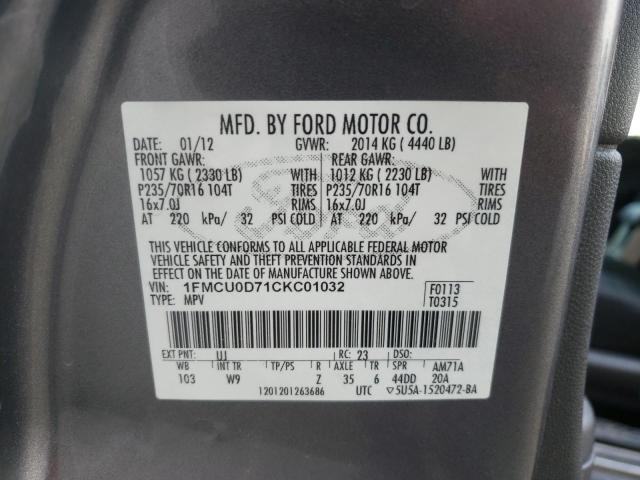 MFD. BY FORD MOTOR CO.
DATE: 01/12 GVWR: 2014 KG ( 4440 LB)
FRONT GAWR: REAR GAWR:
1057 KG ( 2330 LB) WITH 1012 KG ( 2230 LB) WITH
P235/70R16 104T TIRES P235/70R16 104T TIRES
16x7.0J RIMS 16x7.0J RIMS
AT 220 kPa/ 32 PSI COLD AT 220 kPa/ 32 PSI COLD
THIS VEHICLE CONFORMS TO ALL APPLICABLE FEDERAL MOTOR
VEHICLE SAFETY AND THEFT PREVENTION STANDARDS IN
EFFECT ON THE DATE OF MANUFACTURE SHOWN ABOVE.
VIN: 1FMCU0D71CKC01032 F0113
TYPE: MPV T0315
EXT PNT: UJ RC: 23 DSO:
WB INT TR TP/PS R AXLE TR SPR AM71A
103 W9 Z 35 6 44DD 20A
1201201263686 UTC ▽5U5A-1520472-BA